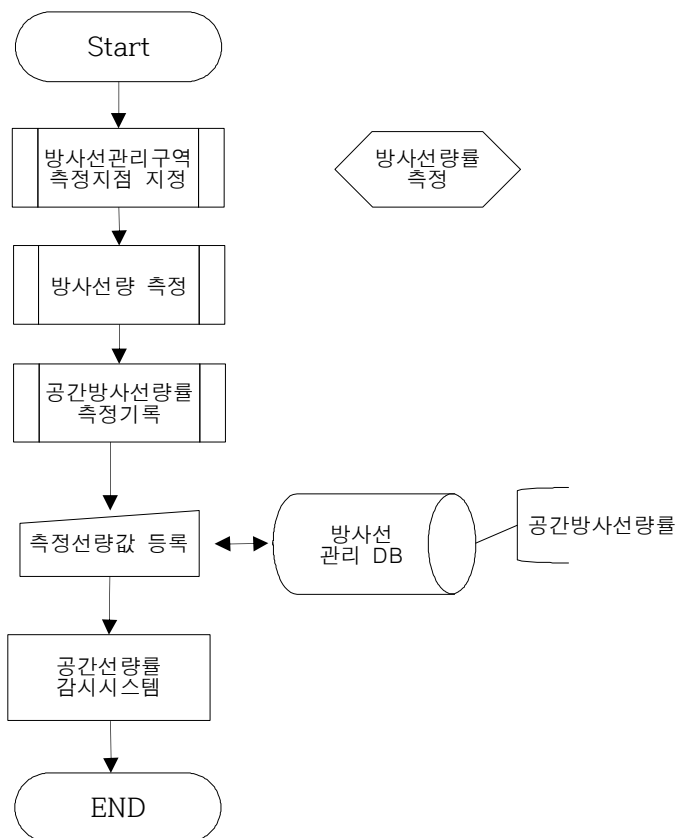 Start
방사선관리구역
측정지점 지정
방사선량률
측정
방사선량 측정
공간방사선량률
측정기록
측정선량값 등록
방사선
관리 DB
공간방사선량률
공간선량률
감시시스템
END